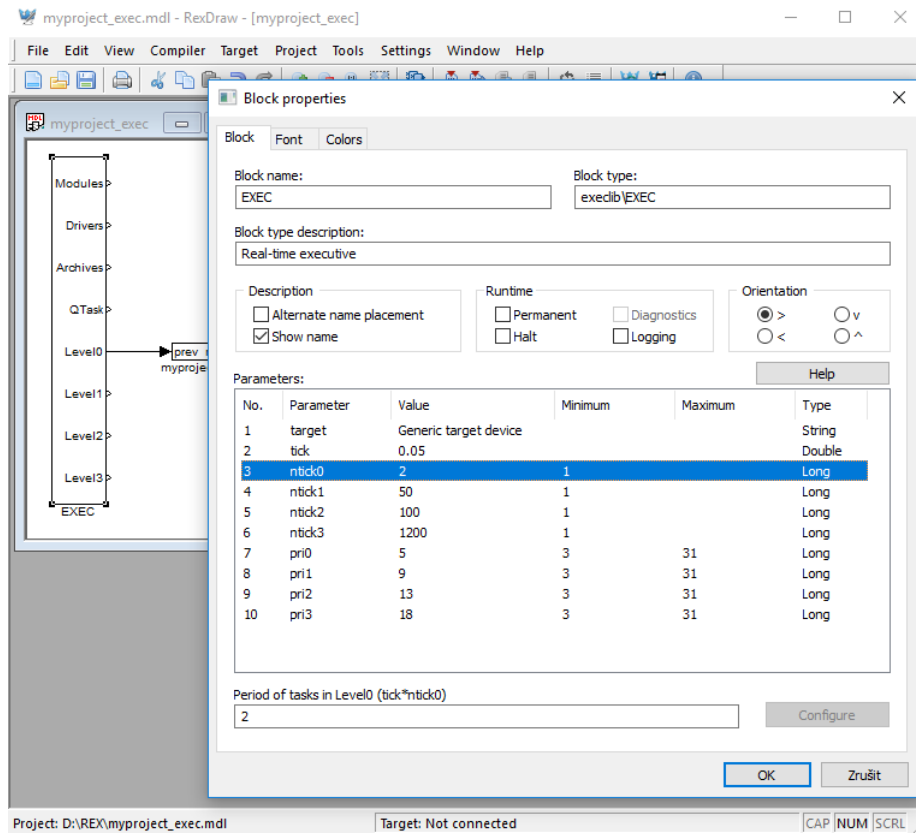 myproject_exec.mdl - RexDraw - [myproject_exec]
File Edit View Compiler Target Project Tools Settings Window Help
Block properties
myproject_exec
Block Font Colors
Block name: Block type:
EXEC execlib\EXEC
Block type description:
Real-time executive
Description Runtime Orientation
Alternate name placement Permanent Diagnostics > v
Show name Halt Logging < ^
Modules
Drivers
Archives
QTask
Level0 prev
Level1
Level2
Level3
EXEC
Help
Parameters:
No. Parameter Value Minimum Maximum Type
1 target Generic target device String
2 tick 0.05 Double
3 ntick0 2 1 Long
4 ntick1 50 1 Long
5 ntick2 100 1 Long
6 ntick3 1200 1 Long
7 pri0 5 3 31 Long
8 pri1 9 3 31 Long
9 pri2 13 3 31 Long
10 pri3 18 3 31 Long
Period of tasks in Level0 (tick*ntick0)
2 Configure
OK Zrušit
Project: D:\REX\myproject_exec.mdl Target: Not connected CAP NUM SCRL